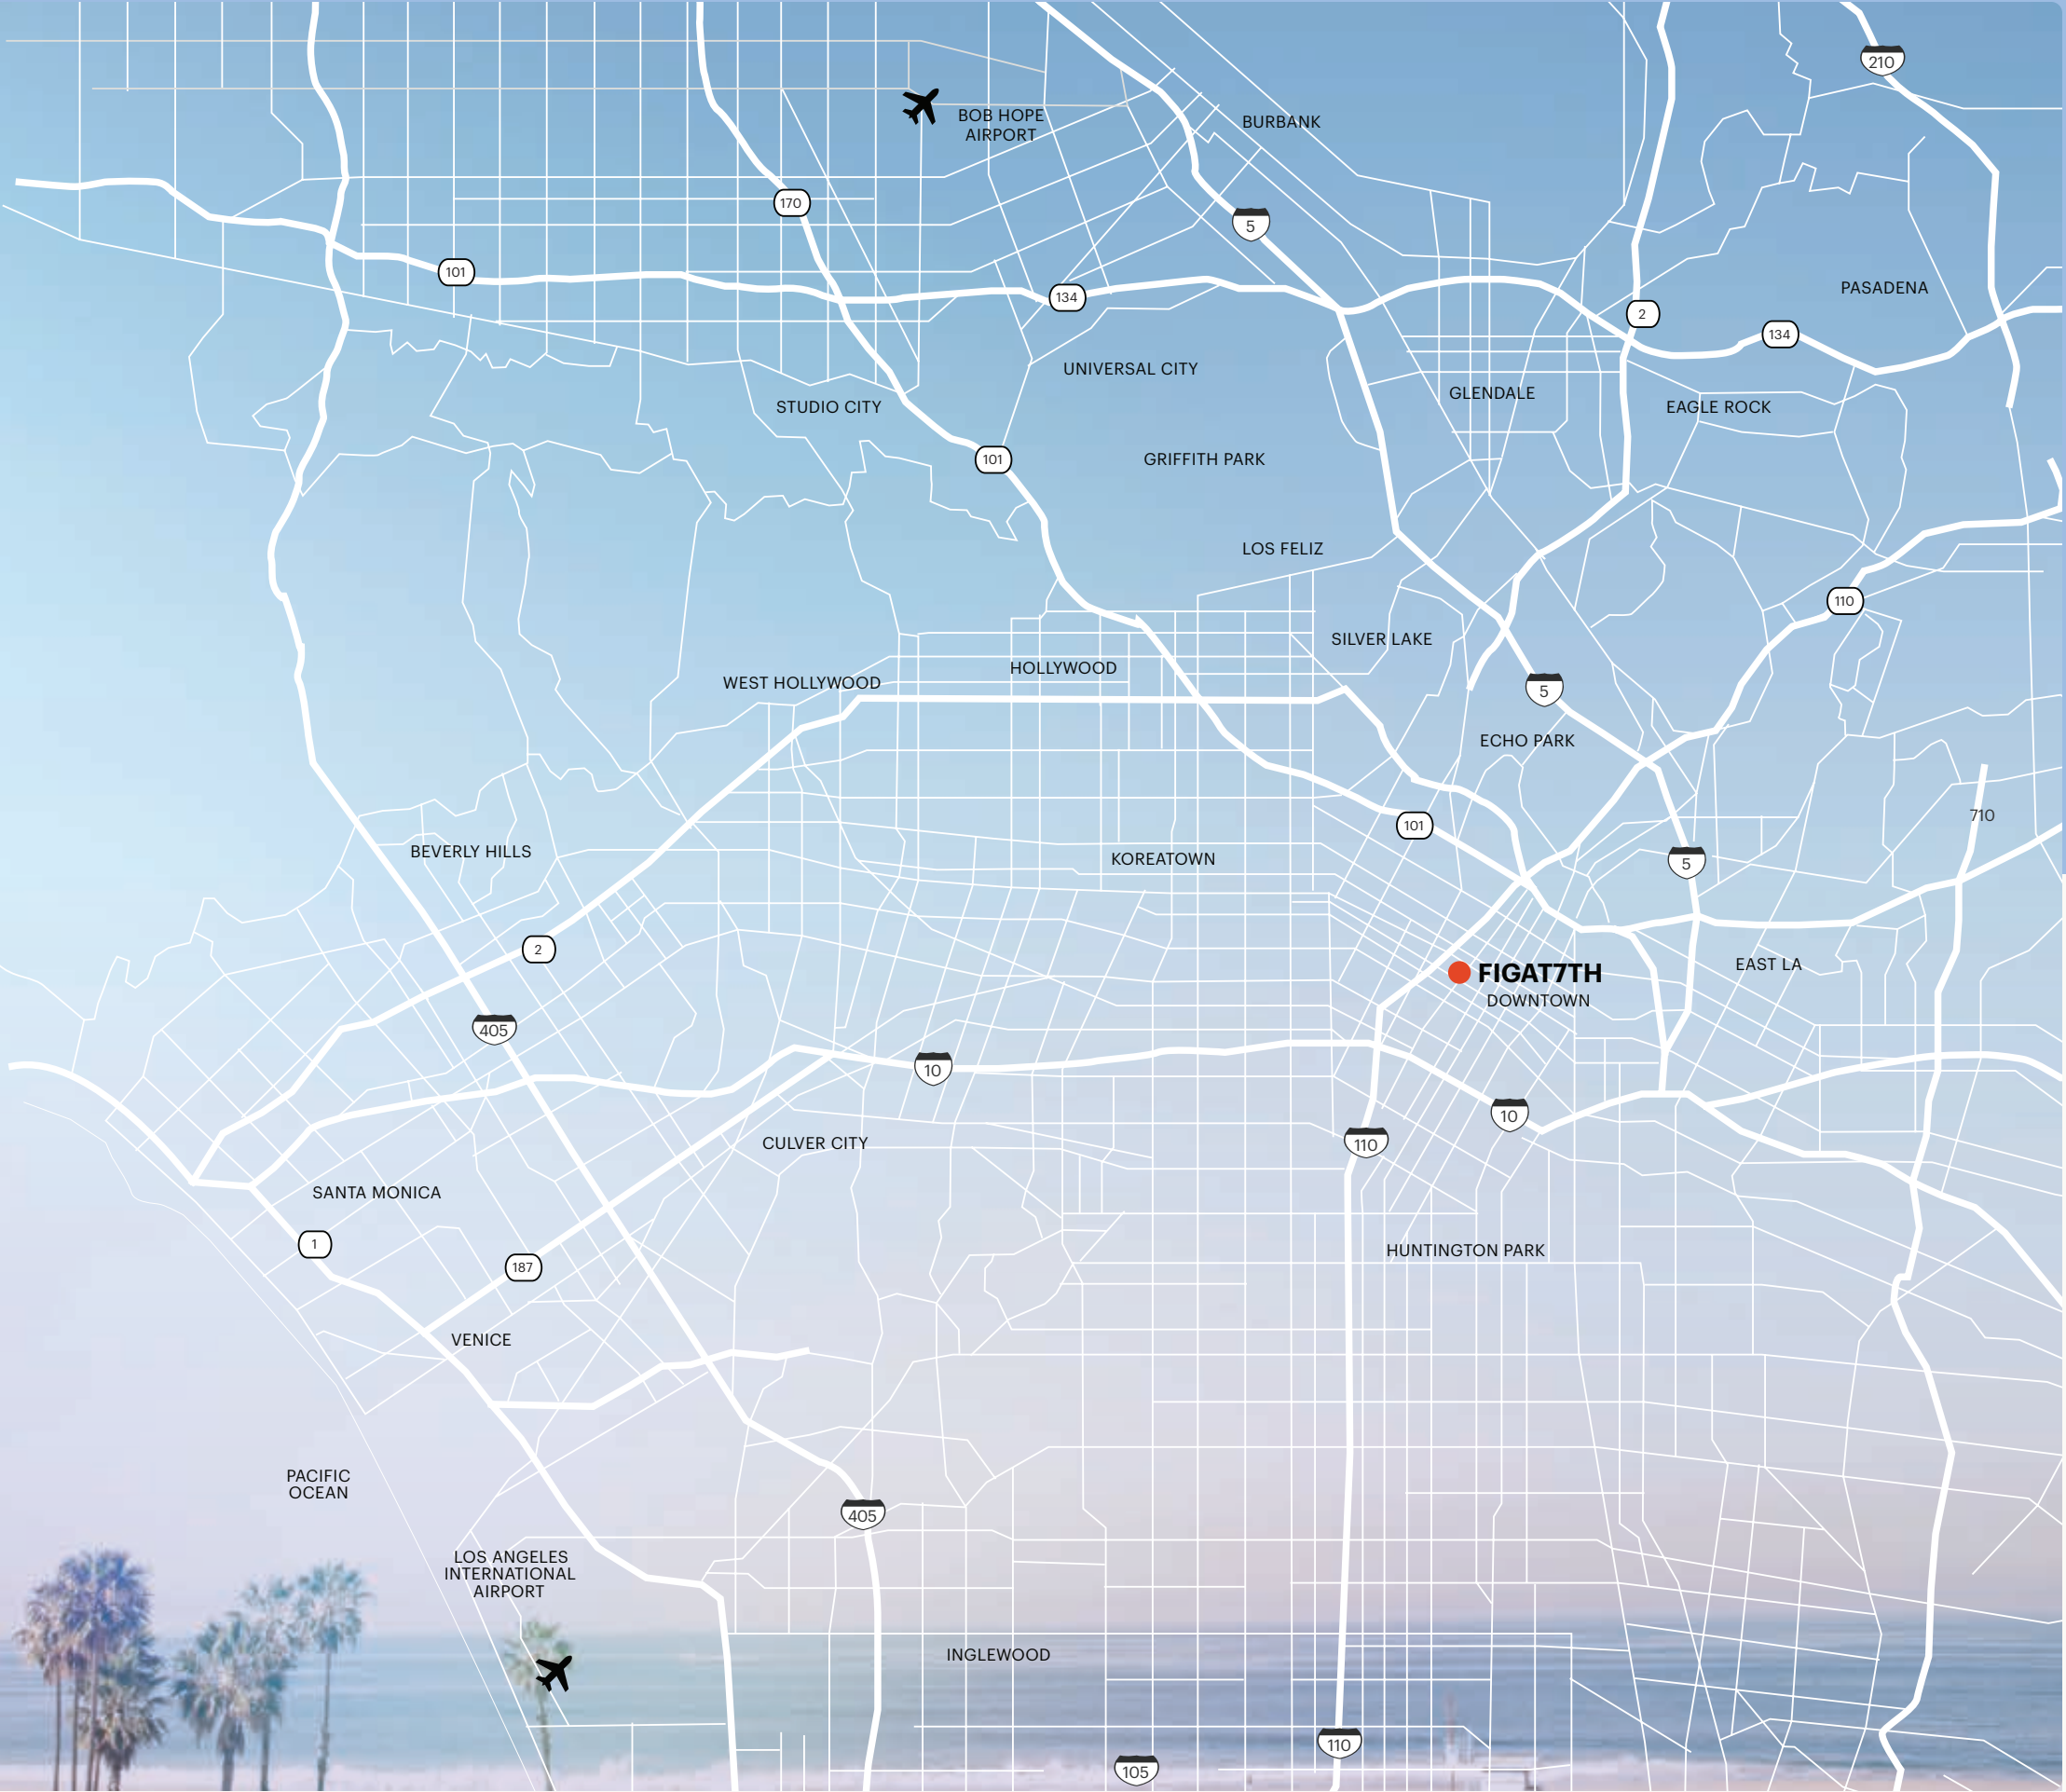 210
BOB HOPE
AIRPORT
BURBANK
170
5
101
134
PASADENA
2
134
UNIVERSAL CITY
GLENDALE
STUDIO CITY
EAGLE ROCK
101
GRIFFITH PARK
LOS FELIZ
110
SILVER LAKE
HOLLYWOOD
WEST HOLLYWOOD
5
ECHO PARK
710
101
BEVERLY HILLS
KOREATOWN
5
2
EAST LA
FIGAT7TH
DOWNTOWN
405
10
10
110
CULVER CITY
SANTA MONICA
1
HUNTINGTON PARK
187
VENICE
PACIFIC
OCEAN
405
LOS ANGELES
INTERNATIONAL
AIRPORT
INGLEWOOD
110
105